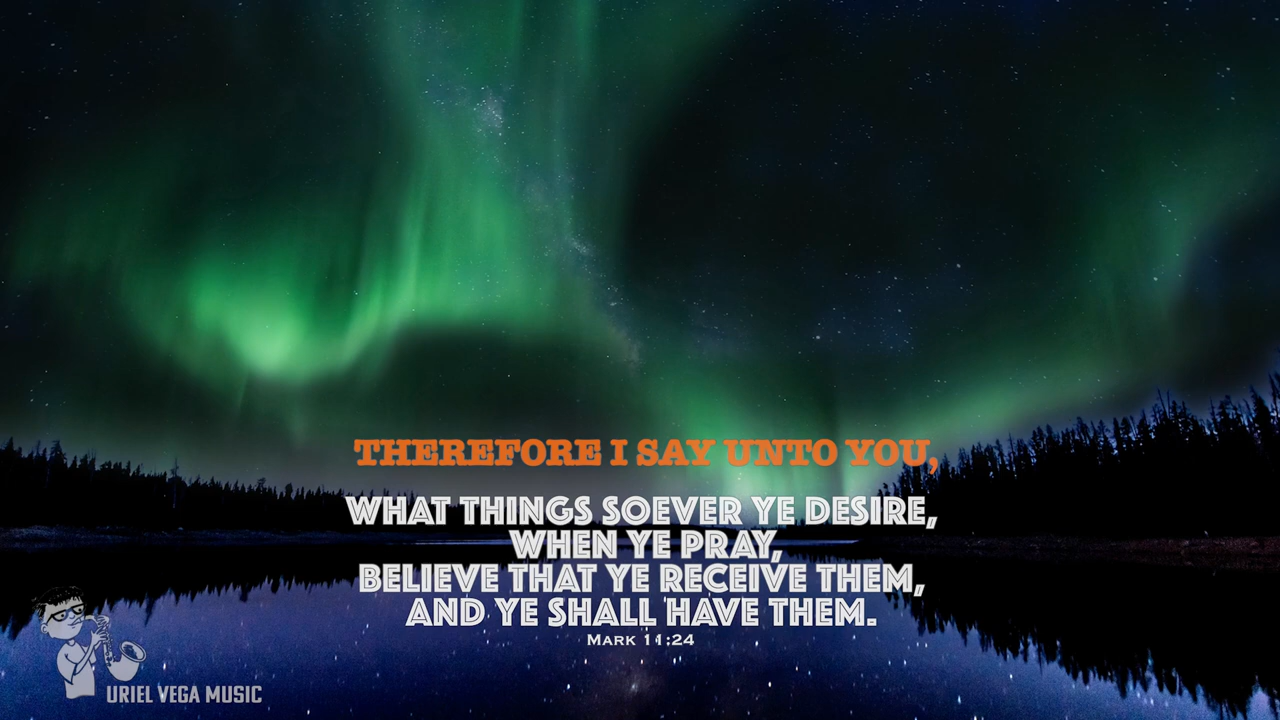 THEREFORE I SAY UNTO YOU,
WHAT THINGS SOEVER YE DESIRE,
WHEN YE PRAY,
BELIEVE THAT YE RECEIVE THEM,
AND YE SHALL HAVE THEM.
Mark 11:24
URIEL VEGA MUSIC